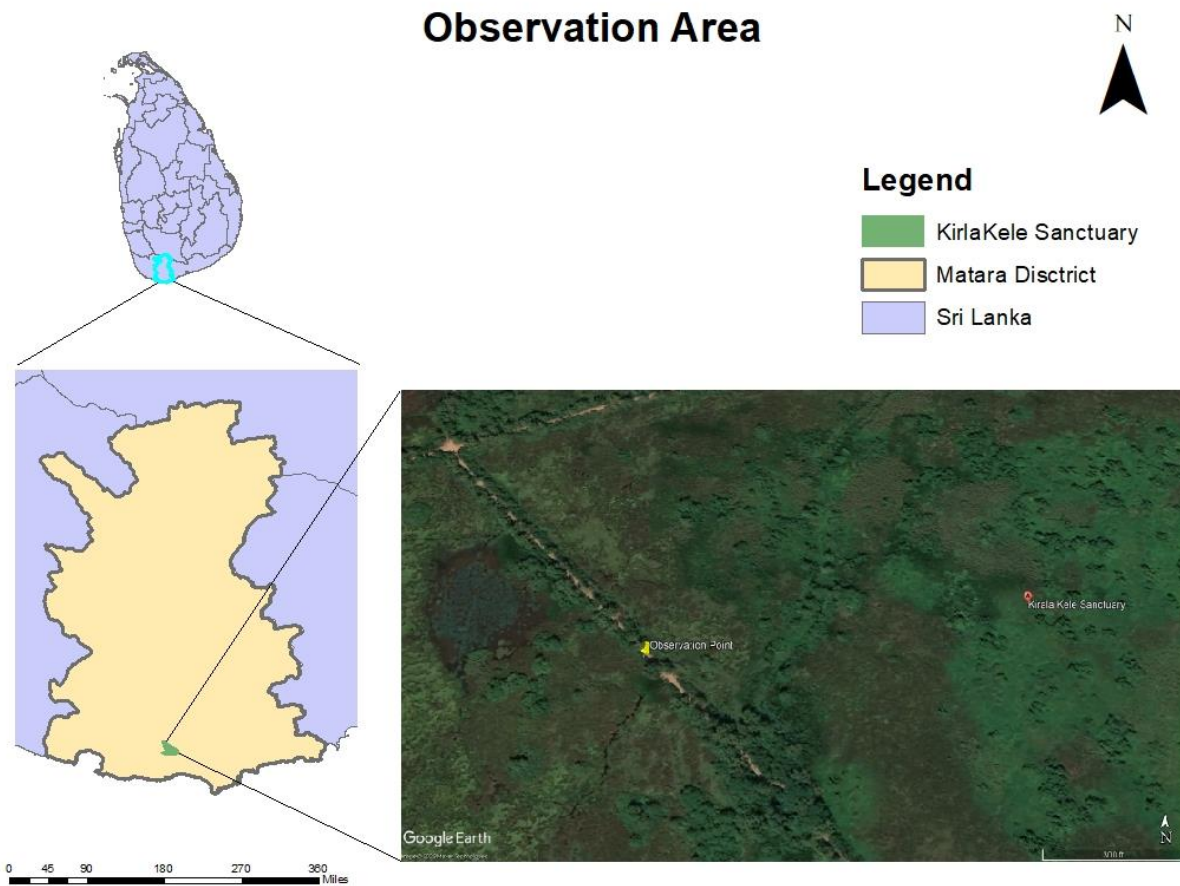 Observation Area
N
Legend
KirlaKele Sanctuary
Matara Disctrict
Sri Lanka
Kirala Kele Sanctuary
Observation Point
Google Earth
N
0 45 90 180 270 360
Miles